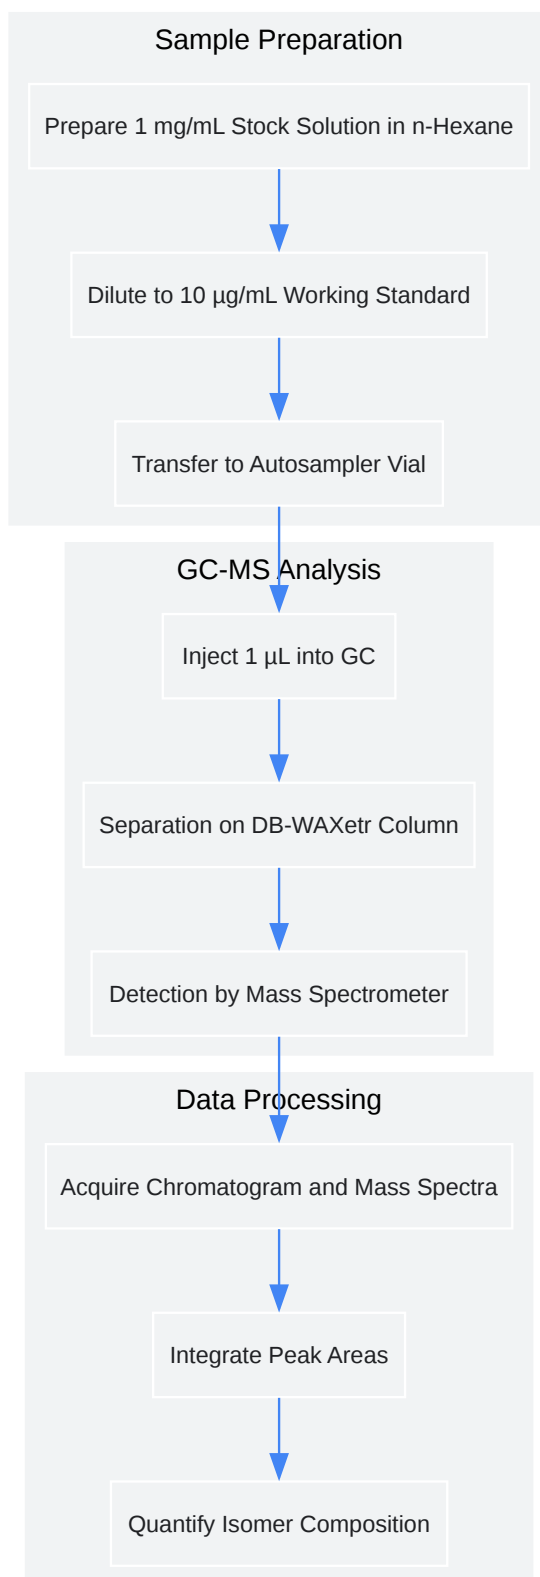 Sample Preparation
Prepare 1 mg/mL Stock Solution in n-Hexane
Dilute to 10 µg/mL Working Standard
Transfer to Autosampler Vial
GC-MS Analysis
Inject 1 µL into GC
Separation on DB-WAXetr Column
Detection by Mass Spectrometer
Data Processing
Acquire Chromatogram and Mass Spectra
Integrate Peak Areas
Quantify Isomer Composition